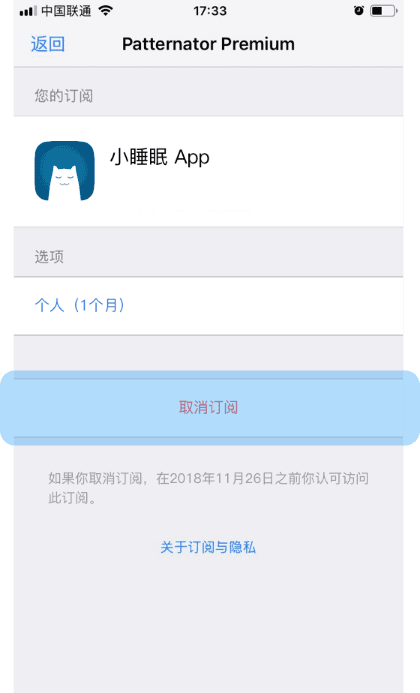 中国联通 17:33
返回 Patternator Premium
您的订阅
小睡眠 App
选项
个人（1个月）
取消订阅
如果你取消订阅，在2018年11月26日之前你认可访问
此订阅。
关于订阅与隐私